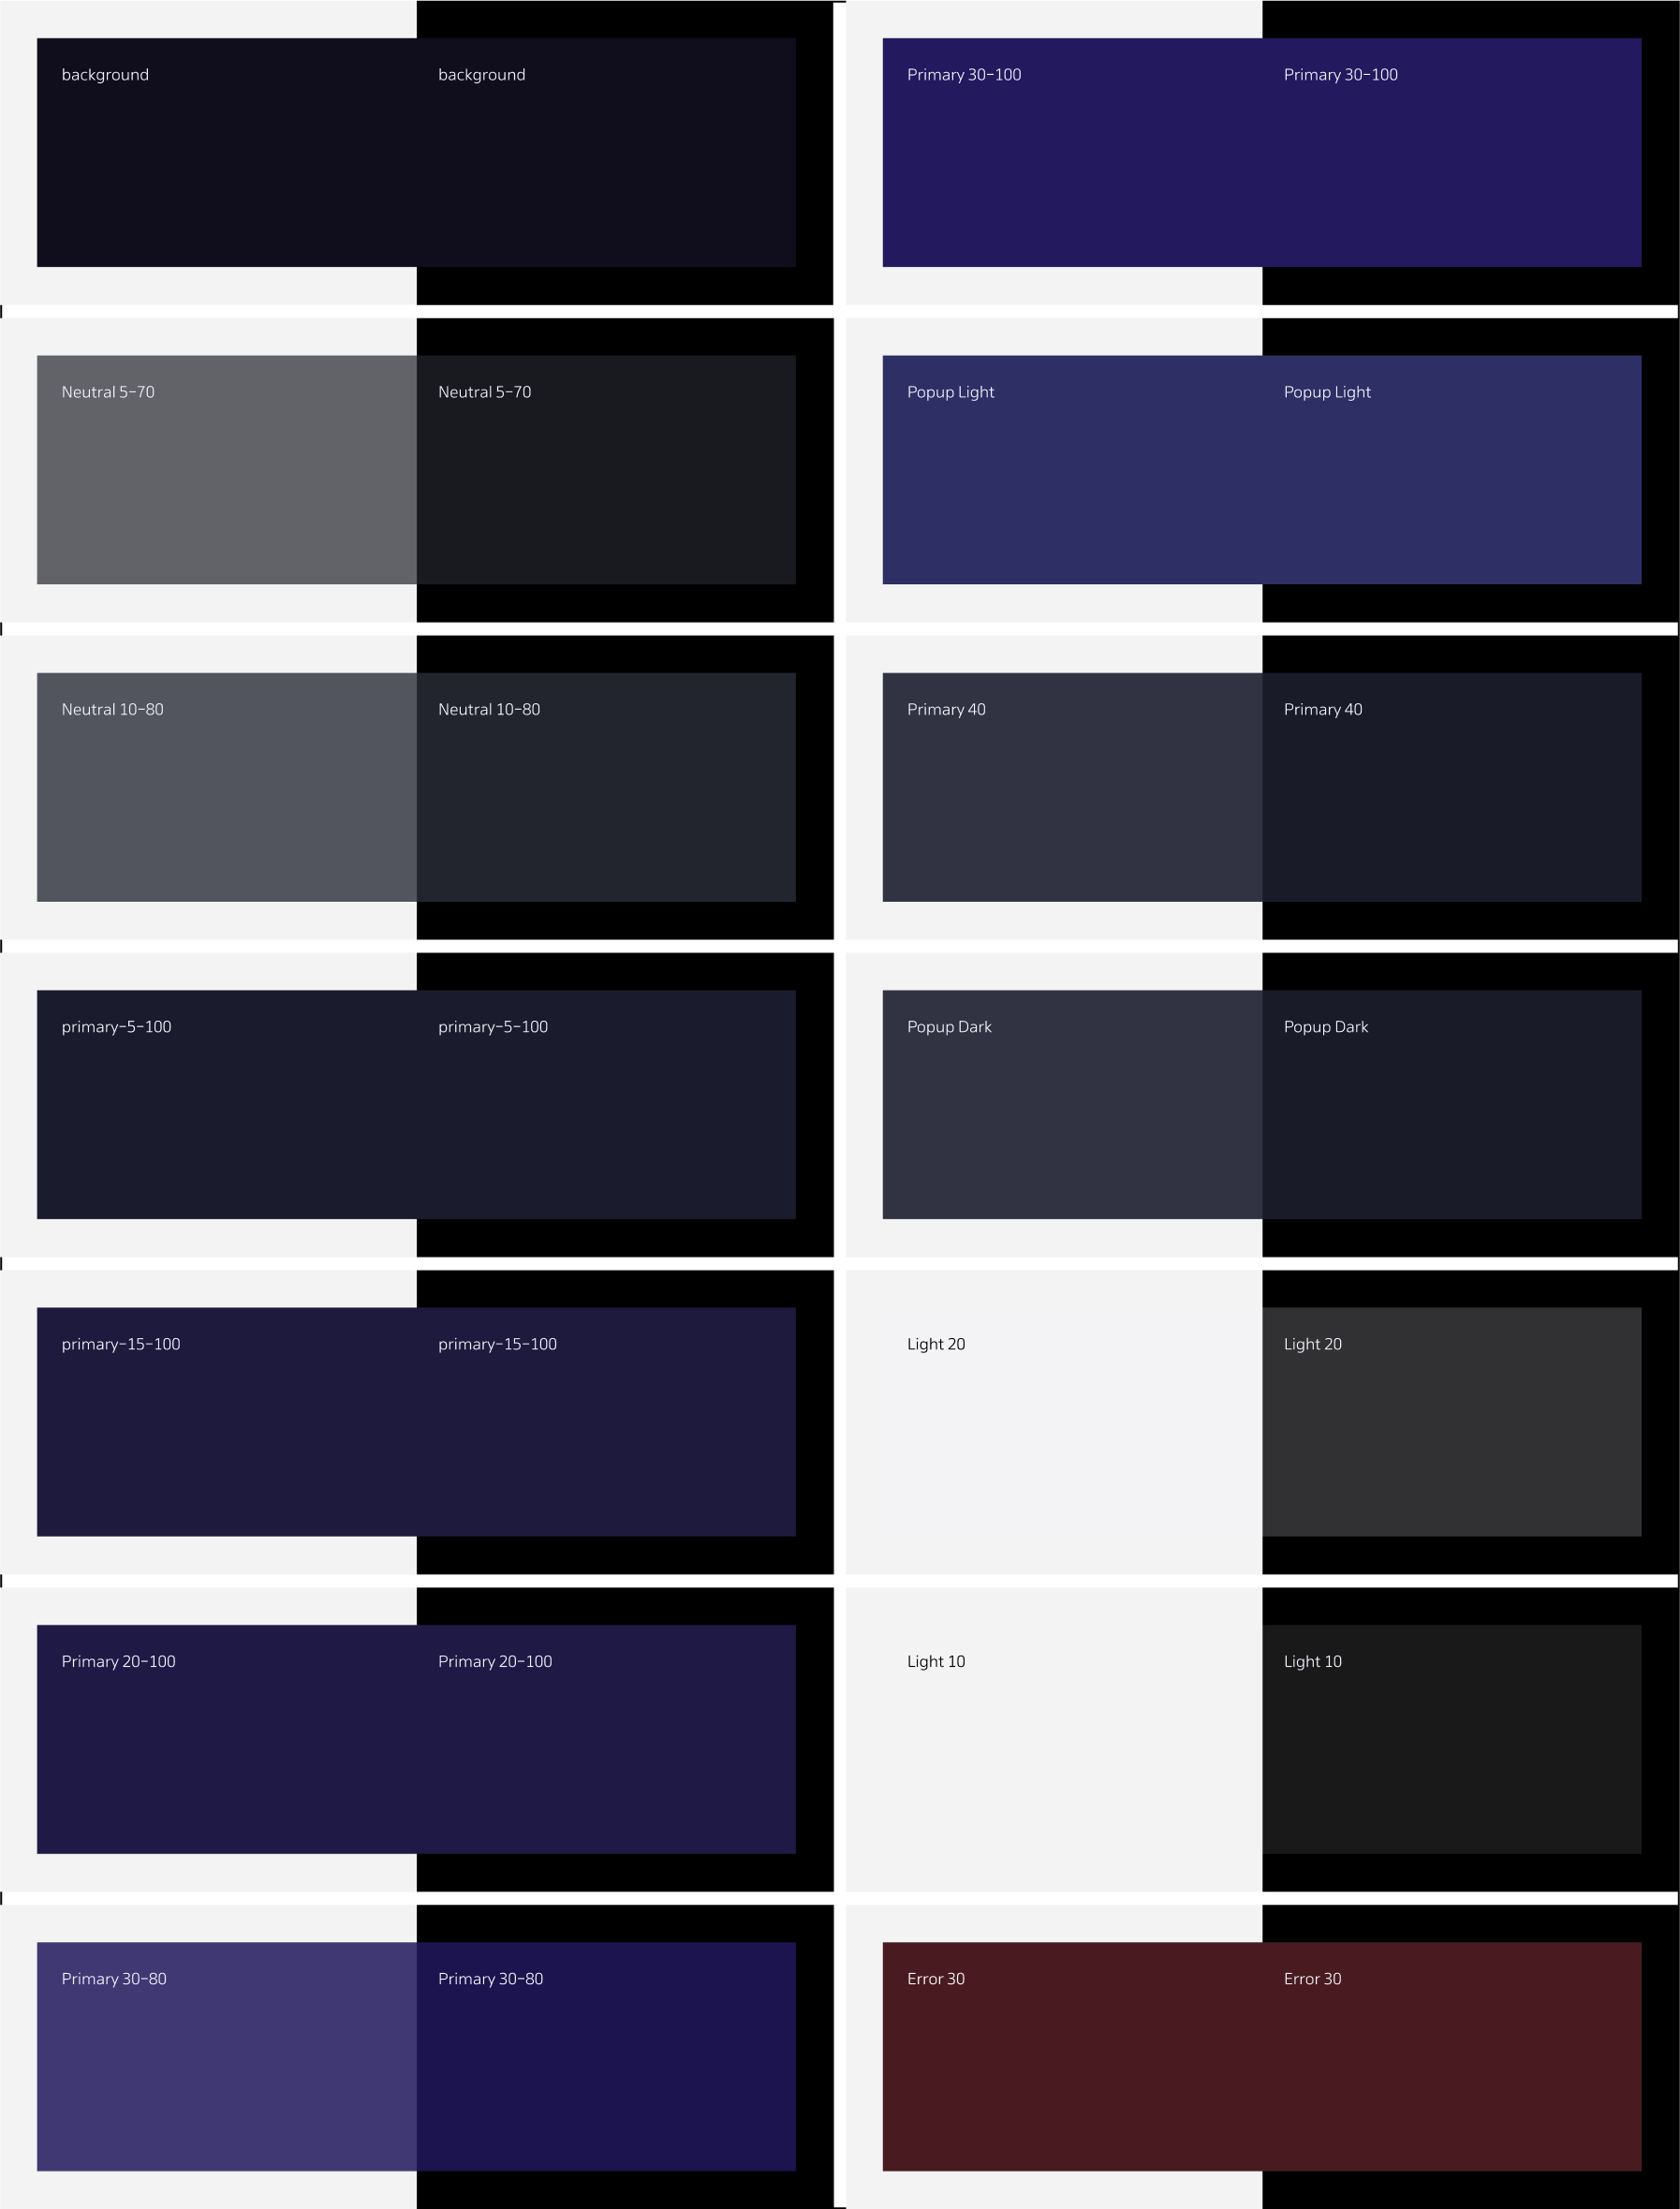 background
background
Primary 30-100
Primary 30-100
Neutral 5-70
Neutral 5-70
Popup Light
Popup Light
Neutral 10-80
Neutral 10-80
Primary 40
Primary 40
primary-5-100
primary-5-100
Popup Dark
Popup Dark
primary-15-100
primary-15-100
Light 20
Light 20
Primary 20-100
Primary 20-100
Light 10
Light 10
Primary 30-80
Primary 30-80
Error 30
Error 30